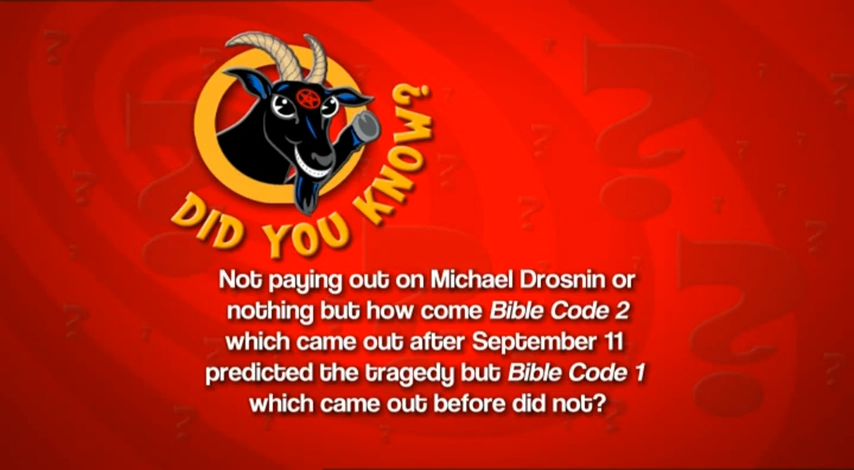 DID YOU KNOW?
Not paying out on Michael Drosnin or
nothing but how come Bible Code 2
which came out after September 11
predicted the tragedy but Bible Code 1
which came out before did not?